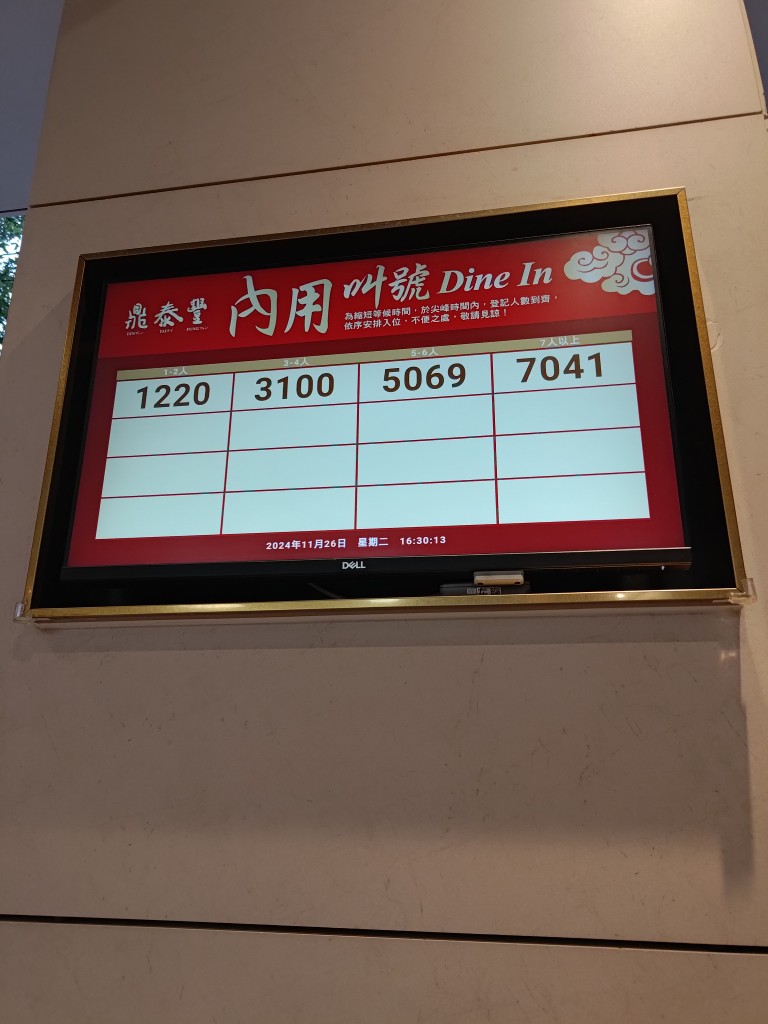 鼎泰豐
內用叫號 Dine In
為縮短等候時間，於尖峰時間內，登記人數到齊，
依序安排入位，不便之處，敬請見諒！
1-2人 3-4人 5-6人 7人以上
1220 3100 5069 7041
2024年11月26日 星期二 16:30:13
DELL